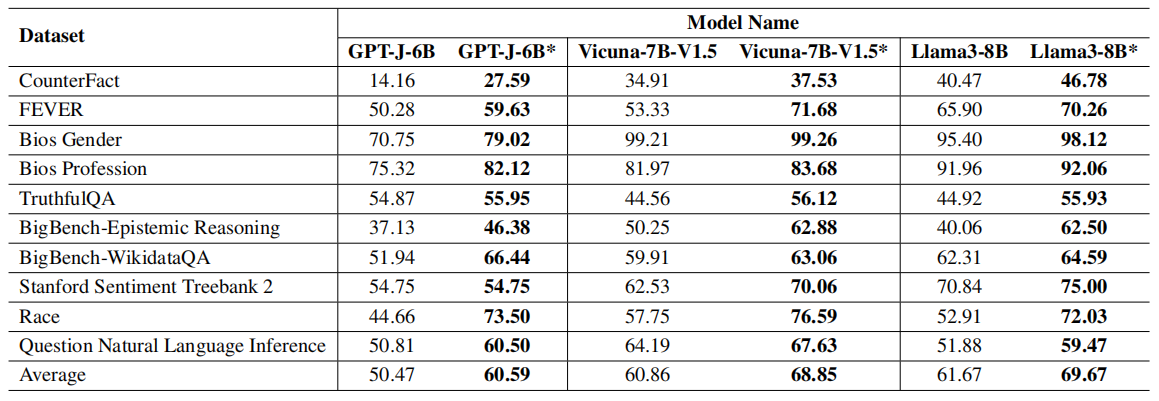 Dataset Model Name
GPT-J-6B GPT-J-6B* Vicuna-7B-V1.5 Vicuna-7B-V1.5* Llama3-8B Llama3-8B*
CounterFact 14.16 27.59 34.91 37.53 40.47 46.78
FEVER 50.28 59.63 53.33 71.68 65.90 70.26
Bios Gender 70.75 79.02 99.21 99.26 95.40 98.12
Bios Profession 75.32 82.12 81.97 83.68 91.96 92.06
TruthfulQA 54.87 55.95 44.56 56.12 44.92 55.93
BigBench-Epistemic Reasoning 37.13 46.38 50.25 62.88 40.06 62.50
BigBench-WikidataQA 51.94 66.44 59.91 63.06 62.31 64.59
Stanford Sentiment Treebank 2 54.75 54.75 62.53 70.06 70.84 75.00
Race 44.66 73.50 57.75 76.59 52.91 72.03
Question Natural Language Inference 50.81 60.50 64.19 67.63 51.88 59.47
Average 50.47 60.59 60.86 68.85 61.67 69.67